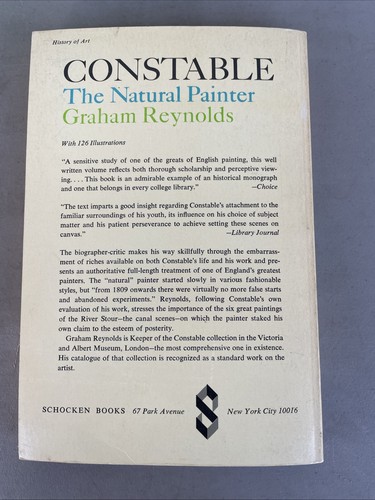 History of Art
CONSTABLE
The Natural Painter
Graham Reynolds
With 126 Illustrations
"A sensitive study of one of the greats of English painting, this well
written volume reflects both thorough scholarship and perceptive view-
ing. . . . This book is an admirable example of an historical monograph
and one that belongs in every college library." —Choice
"The text imparts a good insight regarding Constable's attachment to the
familiar surroundings of his youth, its influence on his choice of subject
matter and his patient perseverance to achieve setting these scenes on
canvas." —Library Journal
The biographer-critic makes his way skillfully through the embarrass-
ment of riches available on both Constable's life and his work and pre-
sents an authoritative full-length treatment of one of England's greatest
painters. The "natural" painter started slowly in various fashionable
styles, but "from 1809 onwards there were virtually no more false starts
and abandoned experiments." Reynolds, following Constable's own
evaluation of his work, stresses the importance of the six great paintings
of the River Stour—the canal scenes—on which the painter staked his
own claim to the esteem of posterity.
Graham Reynolds is Keeper of the Constable collection in the Victoria
and Albert Museum, London—the most comprehensive one in existence.
His catalogue of that collection is recognized as a standard work on the
artist.
SCHOCKEN BOOKS 67 Park Avenue New York City 10016